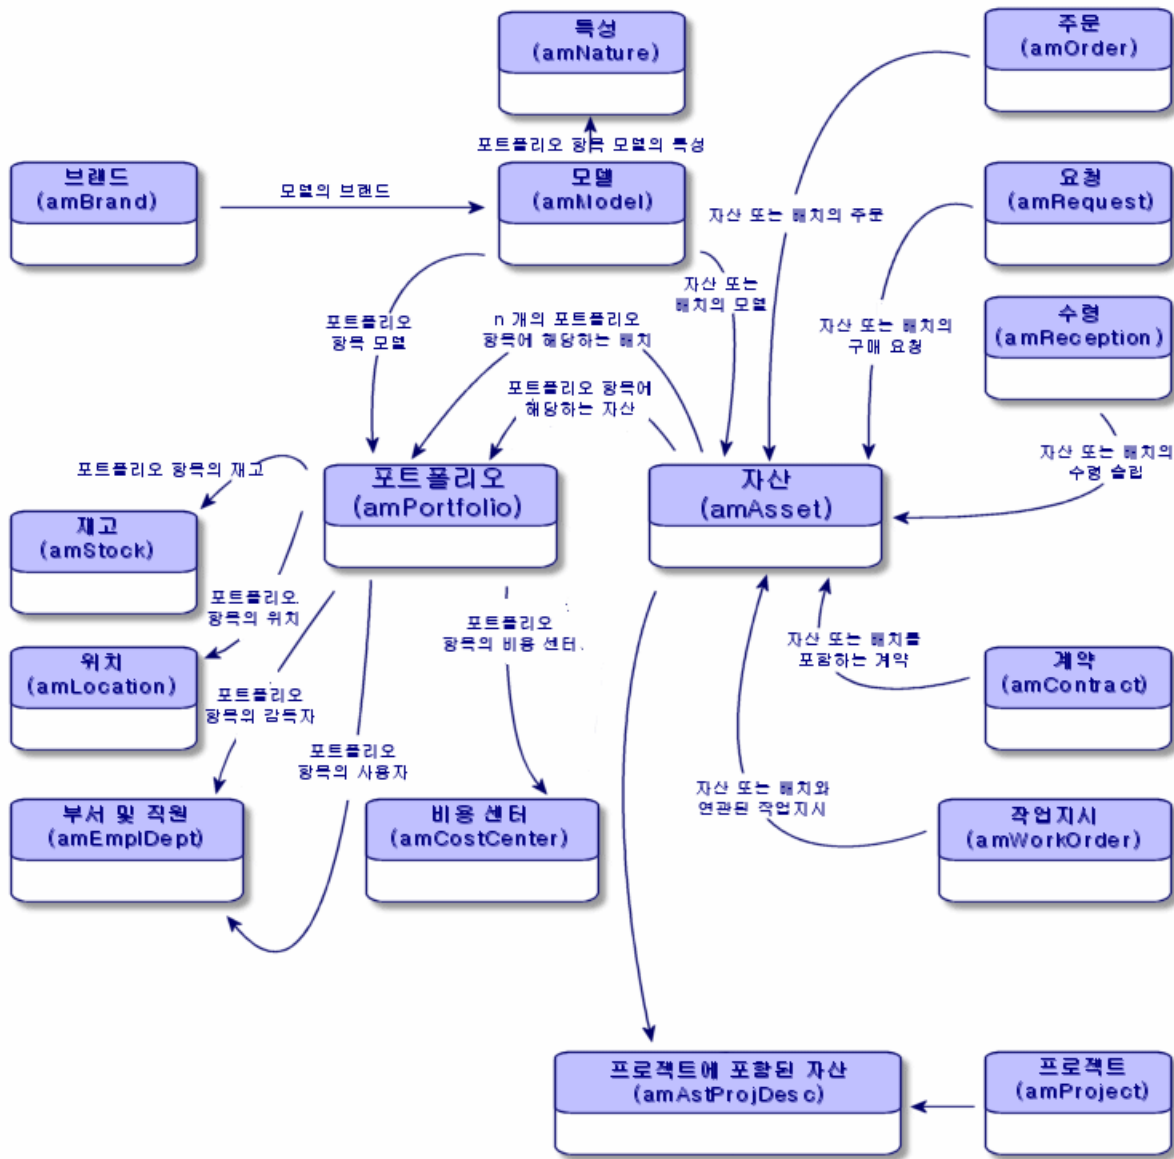 특성
(amNature)
주문
(amOrder)
포트폴리오 항목 모델의 특성
브랜드
(amBrand)
모델의 브랜드
모델
(amModel)
요청
(amRequest)
자산 또는 배치의 주문
자산 또는
배치의 모델
포트폴리오
항목 모델
n 개의 포트폴리오
항목에 해당하는 배치
자산 또는 배치의
구매 요청
수령
(amReception)
포트폴리오 항목에
해당하는 자산
자산 또는 배치의
수령 슬립
포트폴리오 항목의 재고
포트폴리오
(amPortfolio)
자산
(amAsset)
재고
(amStock)
포트폴리오
항목의 위치
포트폴리오
항목의 비용 센터.
자산 또는 배치를
포함하는 계약
위치
(amLocation)
계약
(amContract)
포트폴리오
항목의 감독자
포트폴리오
항목의 사용자
자산 또는 배치와
연관된 작업지시
부서 및 직원
(amEmplDept)
비용 센터
(amCostCenter)
작업지시
(amWorkOrder)
프로젝트에 포함된 자산
(amAstProjDesc)
프로젝트
(amProject)